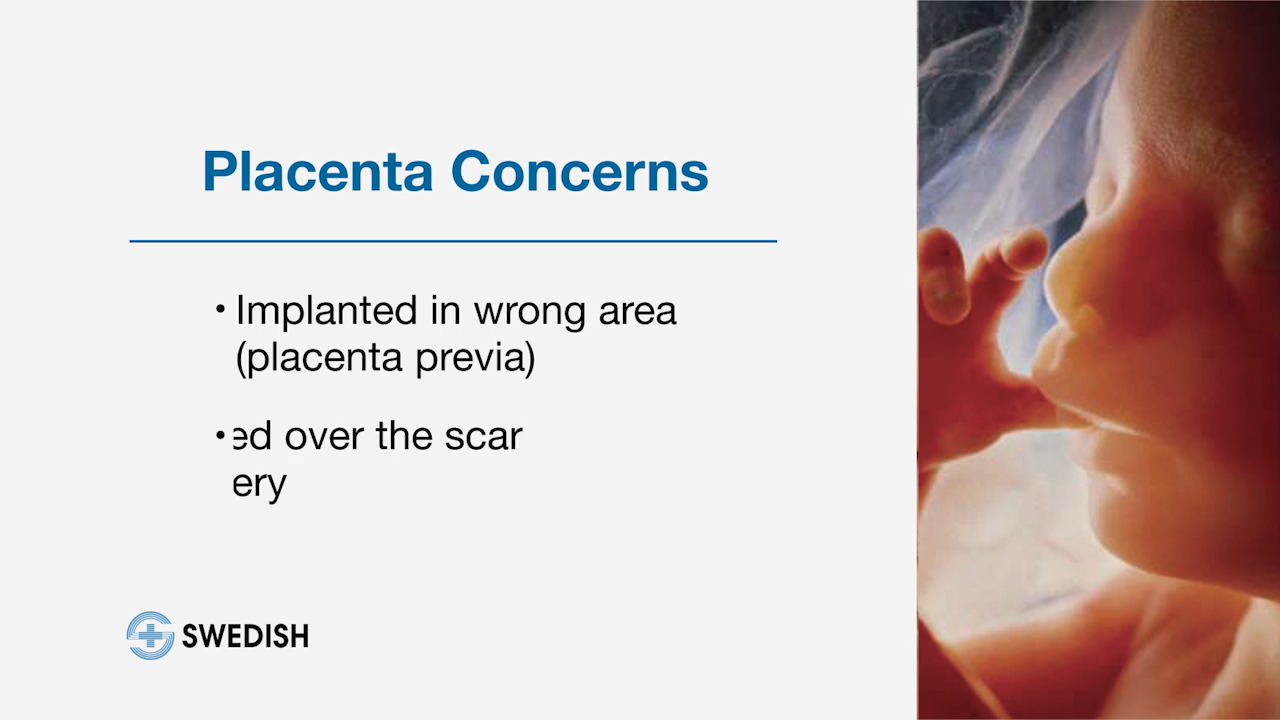 Placenta Concerns
• Implanted in wrong area
(placenta previa)
• ed over the scar
ery
SWEDISH